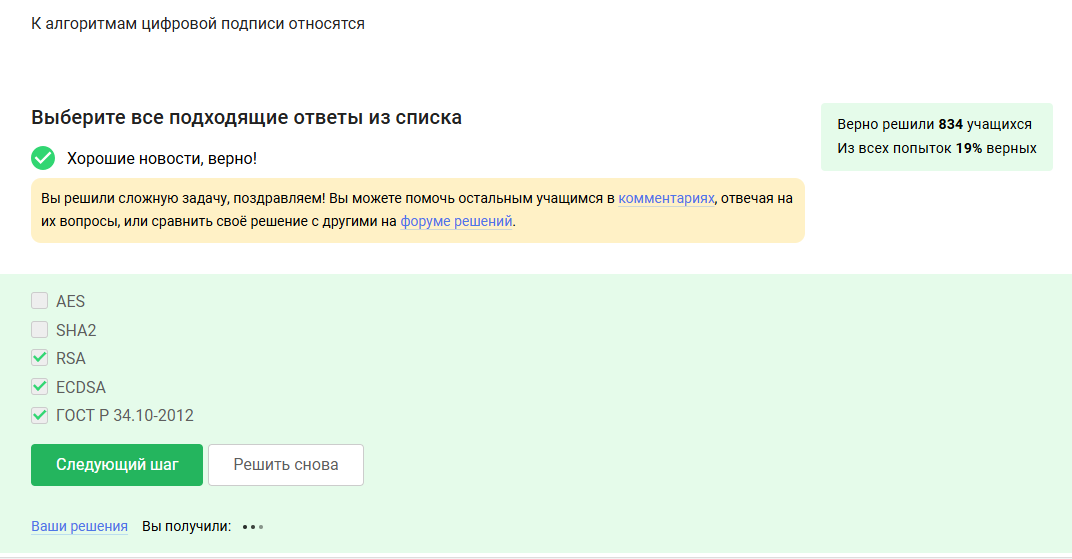 К алгоритмам цифровой подписи относятся
Выберите все подходящие ответы из списка
Верно решили 834 учащихся
Из всех попыток 19% верных
Хорошие новости, верно!
Вы решили сложную задачу, поздравляем! Вы можете помочь остальным учащимся в комментариях, отвечая на
их вопросы, или сравнить своё решение с другими на форуме решений.
AES
SHA2
RSA
ECDSA
ГОСТ Р 34.10-2012
Следующий шаг Решить снова
Ваши решения Вы получили: